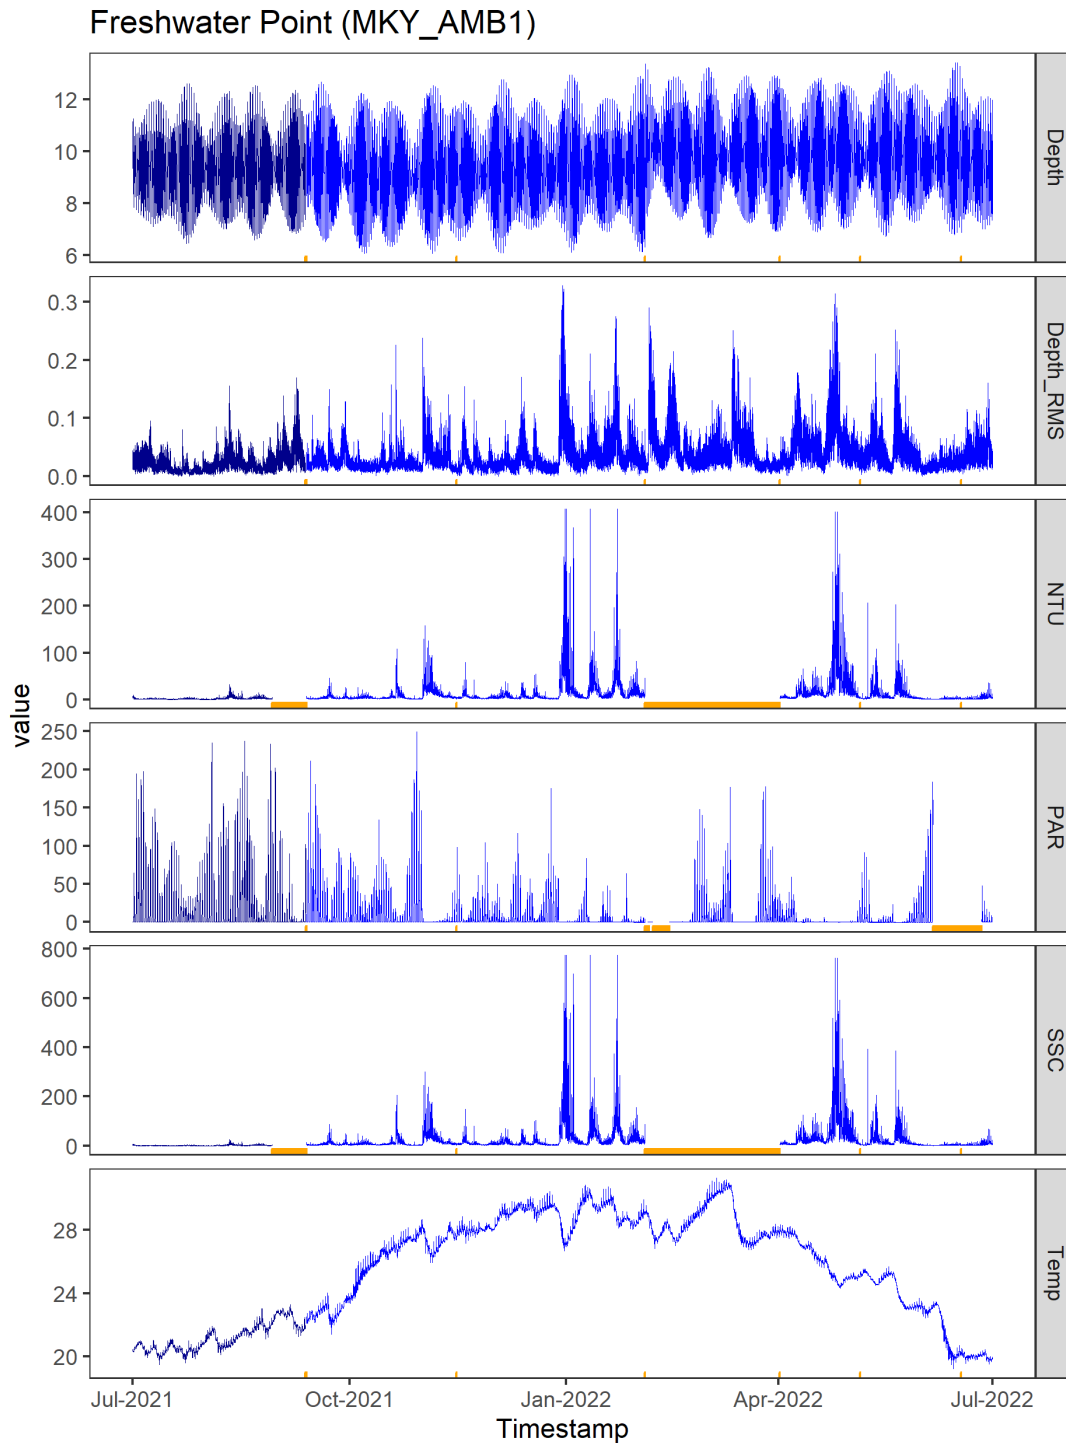 Freshwater Point (MKY_AMB1)
12
10
8
6
Depth
0.3
0.2
0.1
0.0
Depth_RMS
400
300
200
100
0
NTU
250
200
150
100
50
0
PAR
800
600
400
200
0
SSC
28
24
20
Temp
value
Jul-2021
Oct-2021
Jan-2022
Apr-2022
Jul-2022
Timestamp